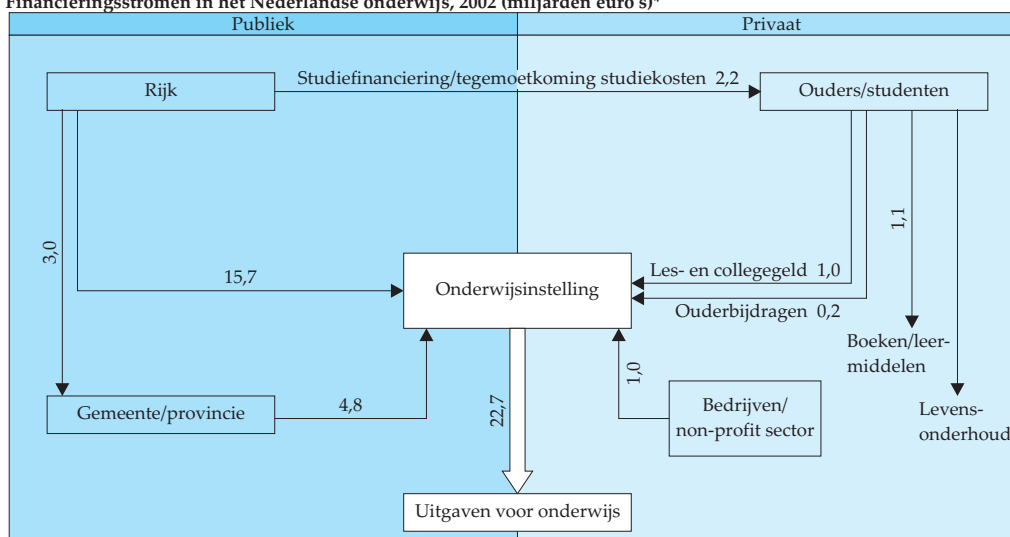 Financieringsstromen in het Nederlandse onderwijs, 2002 (miljarden euro's)*
Publiek
Privaat
Rijk
Studiefinanciering/tegemoetkoming studiekosten 2,2
Ouders/studenten
3,0
15,7
Onderwijsinstelling
Les- en collegegeld 1,0
Ouderbijdragen 0,2
1,1
Boeken/leer-
middelen
Levens-
onderhoud
Gemeente/provincie
4,8
22,7
1,0
Bedrijven/
non-profit sector
Uitgaven voor onderwijs